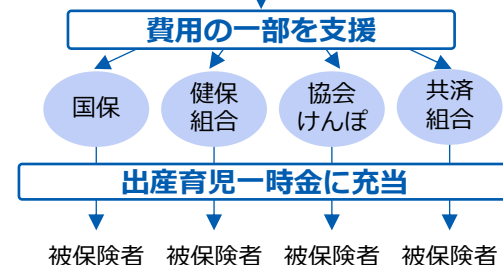 費用の一部を支援
国保
健保
組合
協会
けんぽ
共済
組合
出産育児一時金に充当
被保険者 被保険者 被保険者 被保険者